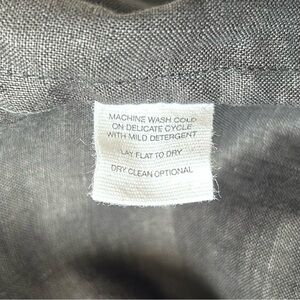 MACHINE WASH COLD
ON DELICATE CYCLE
WITH MILD DETERGENT
LAY FLAT TO DRY
DRY CLEAN OPTIONAL